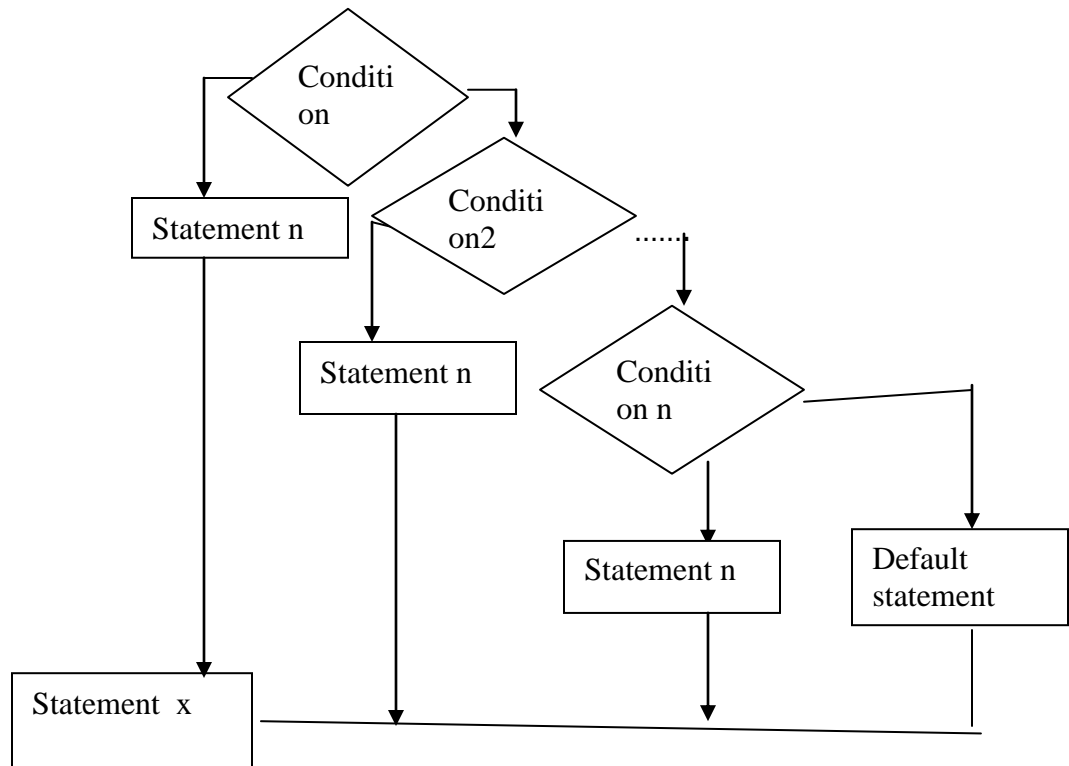 Conditi
on
Conditi
on2
Statement n
.......
Statement n
Conditi
on n
Statement n
Default
statement
Statement  x